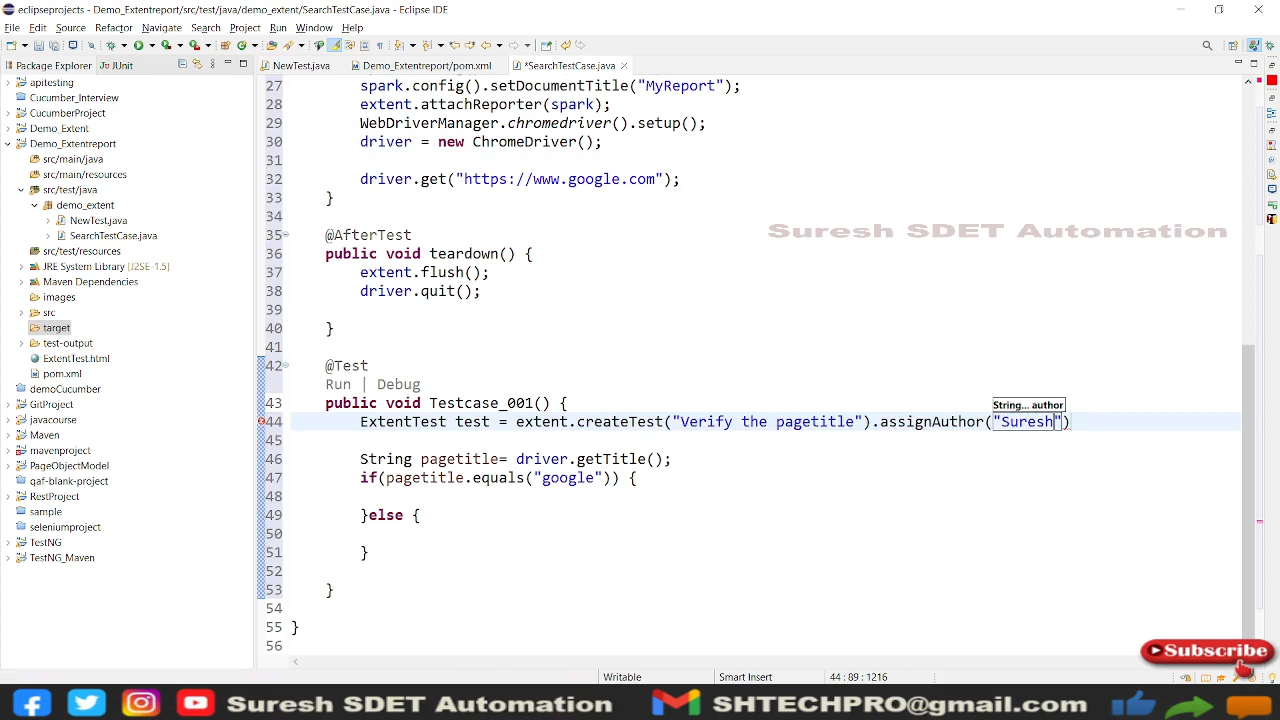 eclipseprojects - Demo_Extentreport/src/test/java/demo_extent/SearchTestCase.java - Eclipse IDE
File Edit Source Refactor Navigate Search Project Run Window Help
Package Explorer JUnit
NewTest.java Demo_Extentreport/pom.xml *SearchTestCase.java
apitesting
Cucumber_Interview
CucumberProject
Demo_Extent
Demo_Extentreport
src/main/java
src/main/resources
src/test/java
demo_extent
NewTest.java
SearchTestCase.java
src/test/resources
JRE System Library [J2SE-1.5]
Maven Dependencies
images
src
target
test-output
ExtentTest.html
pom.xml
demoCucumber
GitProject
javacourse
Maven
mavenproject
PageObjectModel
qaf-blank-project
RestProject
sample
seleniumproject
TestNG
TestNG_Maven
27 spark.config().setDocumentTitle("MyReport");
28 extent.attachReporter(spark);
29 WebDriverManager.chromedriver().setup();
30 driver = new ChromeDriver();
31
32 driver.get("https://www.google.com");
33 }
34
Suresh SDET Automation
35 @AfterTest
36 public void teardown() {
37 extent.flush();
38 driver.quit();
39
40 }
41
42 @Test
Run | Debug
43 public void Testcase_001() {
String... author
44 ExtentTest test = extent.createTest("Verify the pagetitle").assignAuthor("Suresh")
45
46 String pagetitle= driver.getTitle();
47 if(pagetitle.equals("google")) {
48
49 }else {
50
51 }
52
53 }
54
55 }
56
Subscribe
Writable Smart Insert 44 : 89 : 1216
Suresh SDET Automation SHTECHPRO@gmail.com